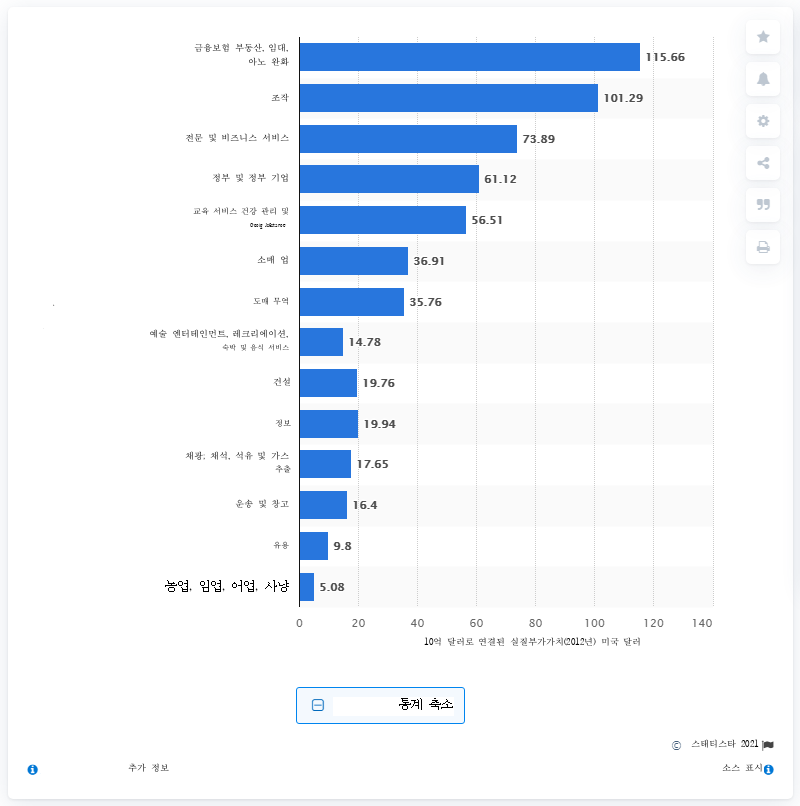 금융보험 부동산, 임대,
아노 완화
115.66
조작
101.29
전문 및 비즈니스 서비스
73.89
정부 및 정부 기업
61.12
교육 서비스 건강 관리 및
56.51
소매 업
36.91
도매 무역
35.76
예술 엔터테인먼트, 레크리에이션,
숙박 및 음식 서비스
14.78
건설
19.76
정보
19.94
채광; 채석, 석유 및 가스
추출
17.65
운송 및 창고
16.4
유용
9.8
농업, 임업, 어업, 사냥
5.08
0 20 40 60 80 100 120 140
10억 달러로 연결된 실질부가가치(2012년) 미국 달러
통계 축소
© 스태티스타 2021
추가 정보
소스 표시